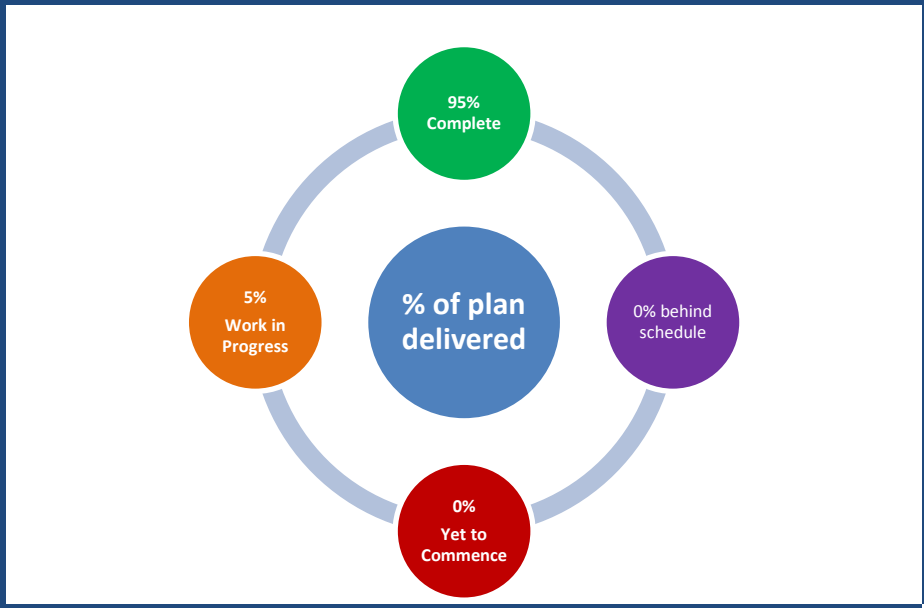 95%
Complete
5%
Work in
Progress
% of plan
delivered
0% behind
schedule
0%
Yet to
Commence